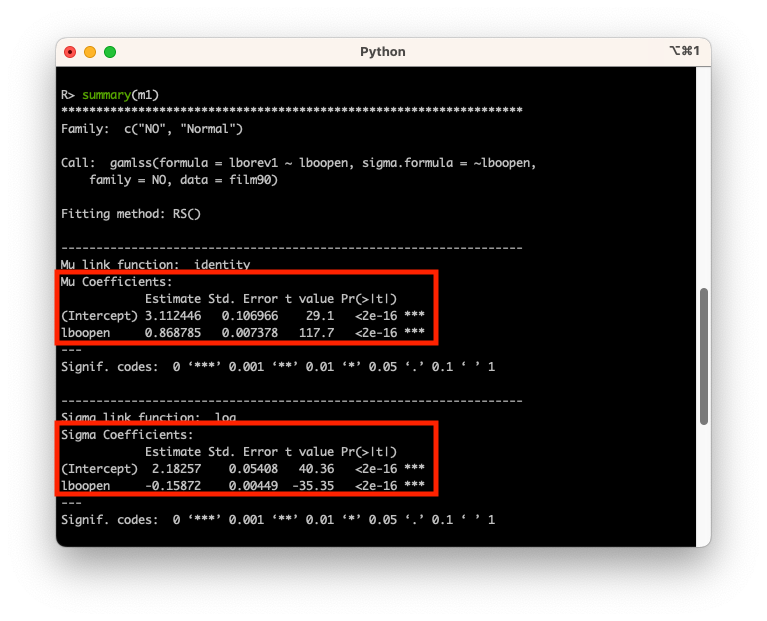 Python
⌥⌘1
R> summary(m1)
******************************************************************
Family:  c("NO", "Normal")
Call:  gamlss(formula = lborev1 ~ lboopen, sigma.formula = ~lboopen,
    family = NO, data = film90)
Fitting method: RS()
------------------------------------------------------------------
Mu link function:  identity
Mu Coefficients:
            Estimate Std. Error t value Pr(>|t|)
(Intercept) 3.112446   0.106966    29.1   <2e-16 ***
lboopen     0.868785   0.007378   117.7   <2e-16 ***
---
Signif. codes:  0 ‘***’ 0.001 ‘**’ 0.01 ‘*’ 0.05 ‘.’ 0.1 ‘ ’ 1
------------------------------------------------------------------
Sigma link function:  log
Sigma Coefficients:
            Estimate Std. Error t value Pr(>|t|)
(Intercept)  2.18257    0.05408   40.36   <2e-16 ***
lboopen     -0.15872    0.00449  -35.35   <2e-16 ***
---
Signif. codes:  0 ‘***’ 0.001 ‘**’ 0.01 ‘*’ 0.05 ‘.’ 0.1 ‘ ’ 1